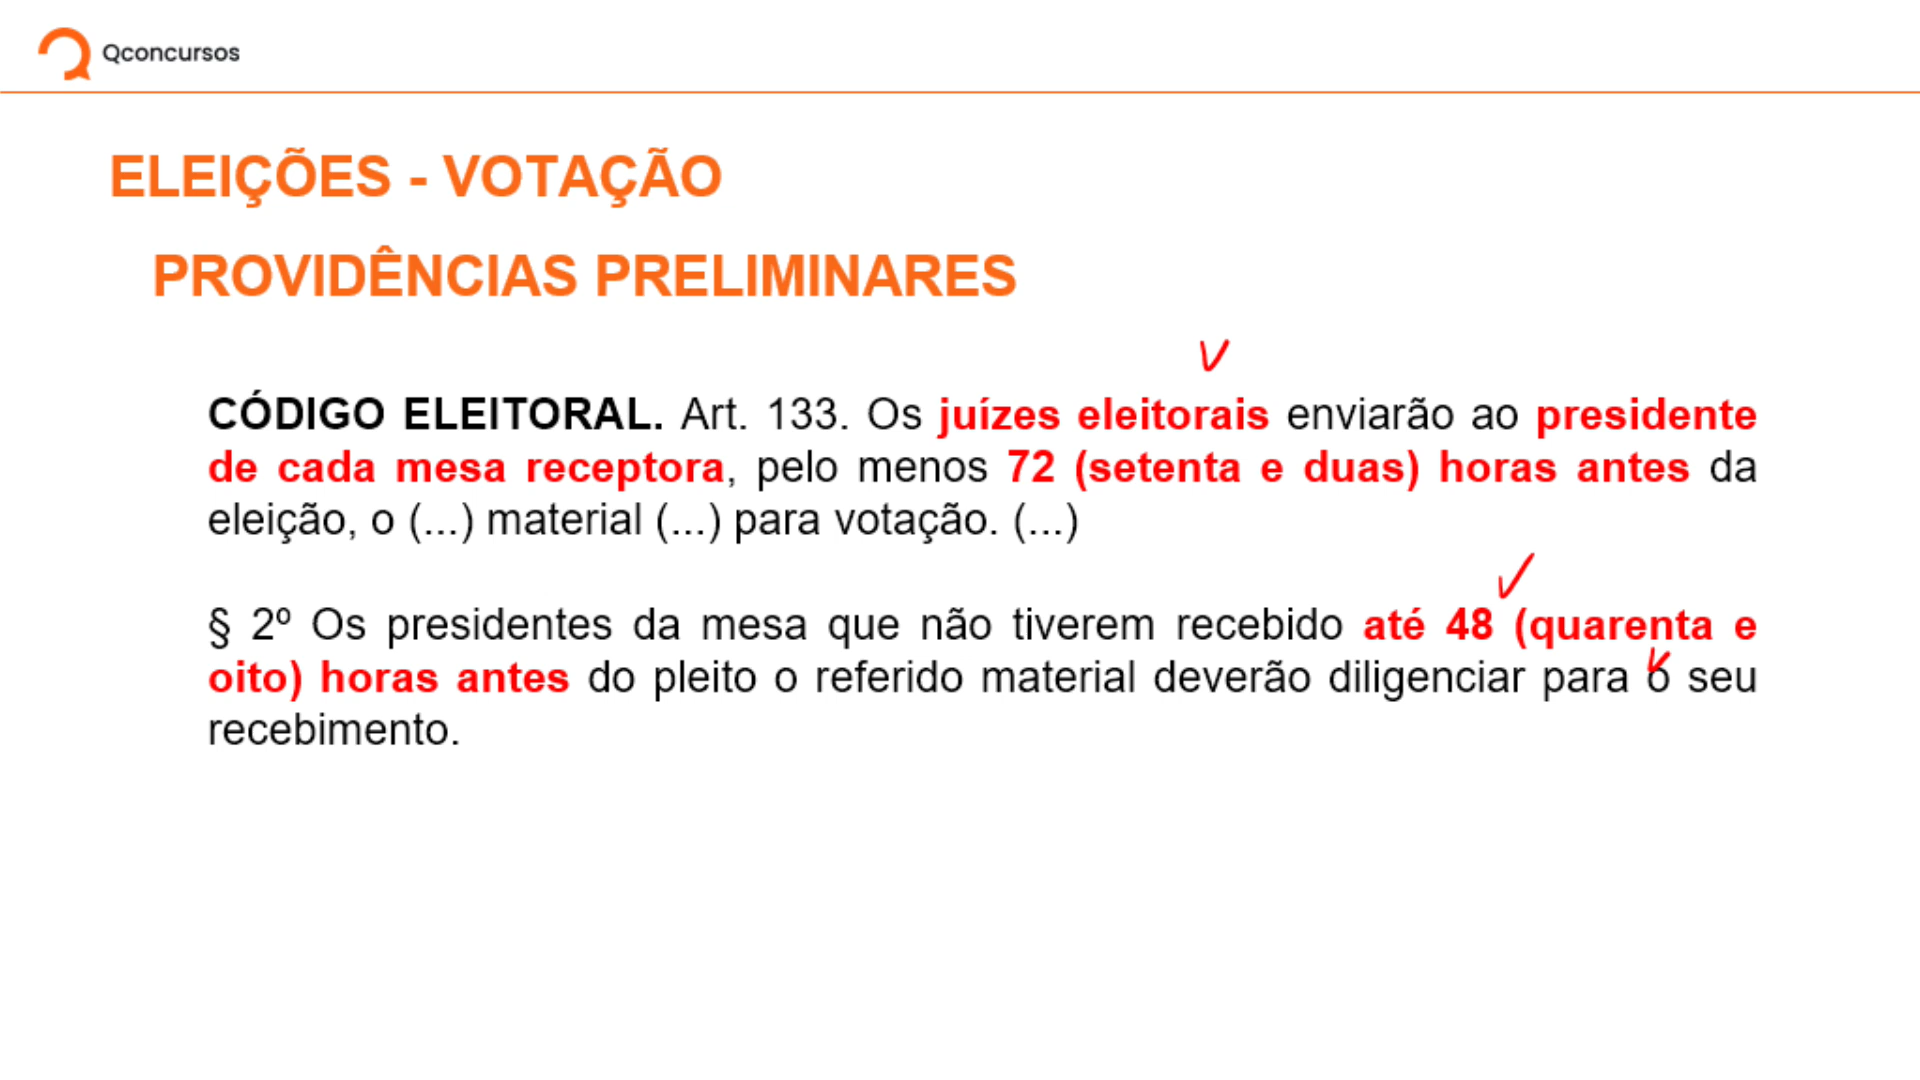 Qconcursos
ELEIÇÕES - VOTAÇÃO
PROVIDÊNCIAS PRELIMINARES
CÓDIGO ELEITORAL. Art. 133. Os juízes eleitorais enviarão ao presidente
de cada mesa receptora, pelo menos 72 (setenta e duas) horas antes da
eleição, o (...) material (...) para votação. (...)
§ 2º Os presidentes da mesa que não tiverem recebido até 48 (quarenta e
oito) horas antes do pleito o referido material deverão diligenciar para o seu
recebimento.